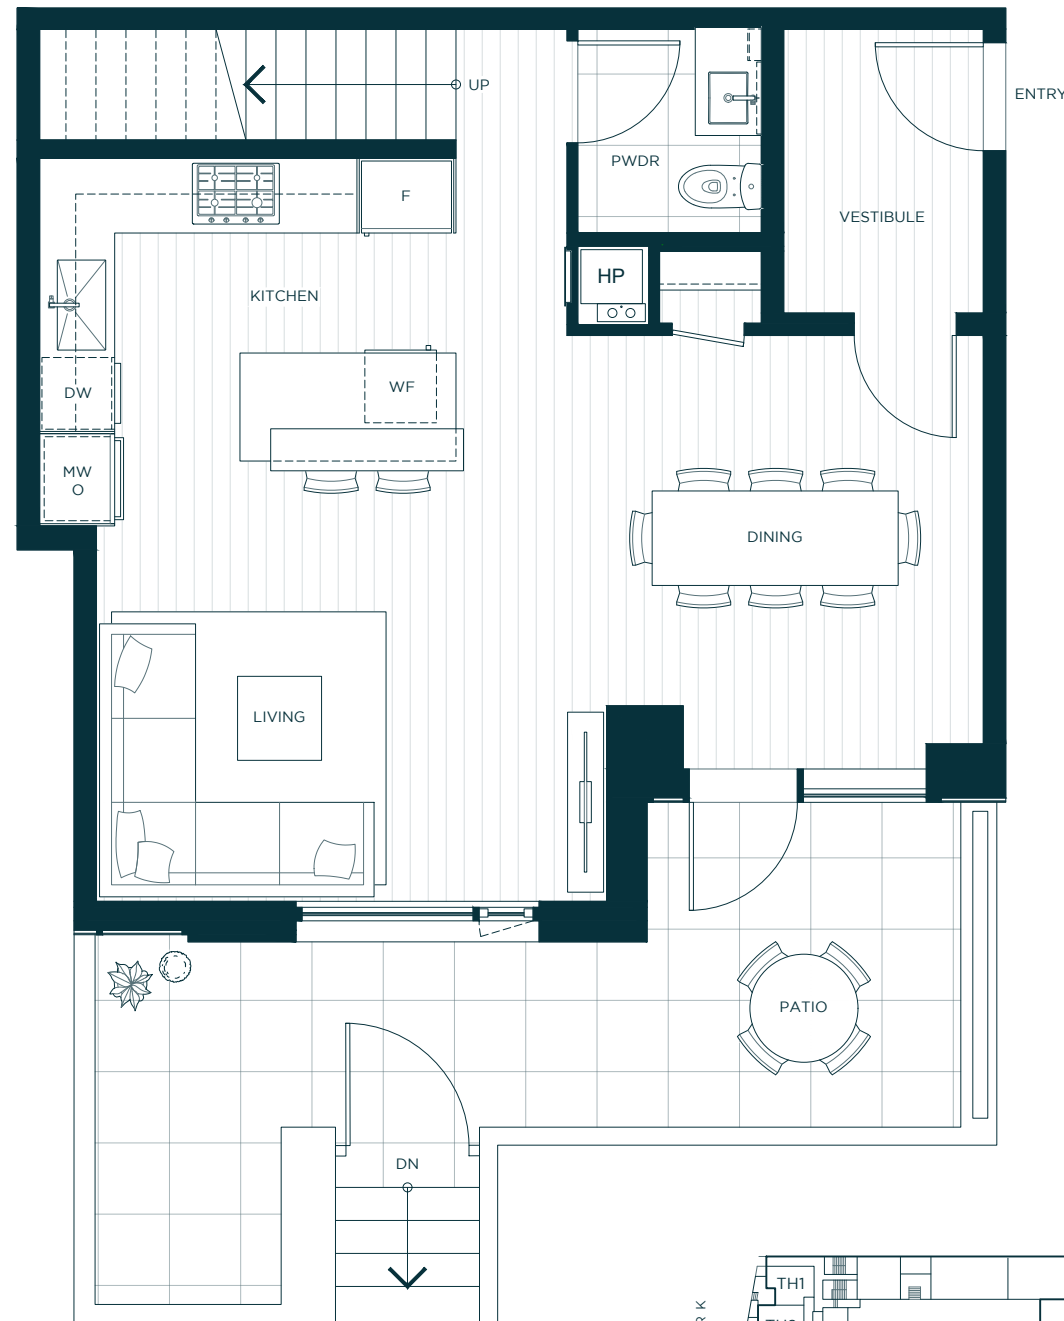 UP
ENTRY
PWDR
F
VESTIBULE
HP
KITCHEN
WF
DW
MW
O
DINING
LIVING
PATIO
DN
TH1